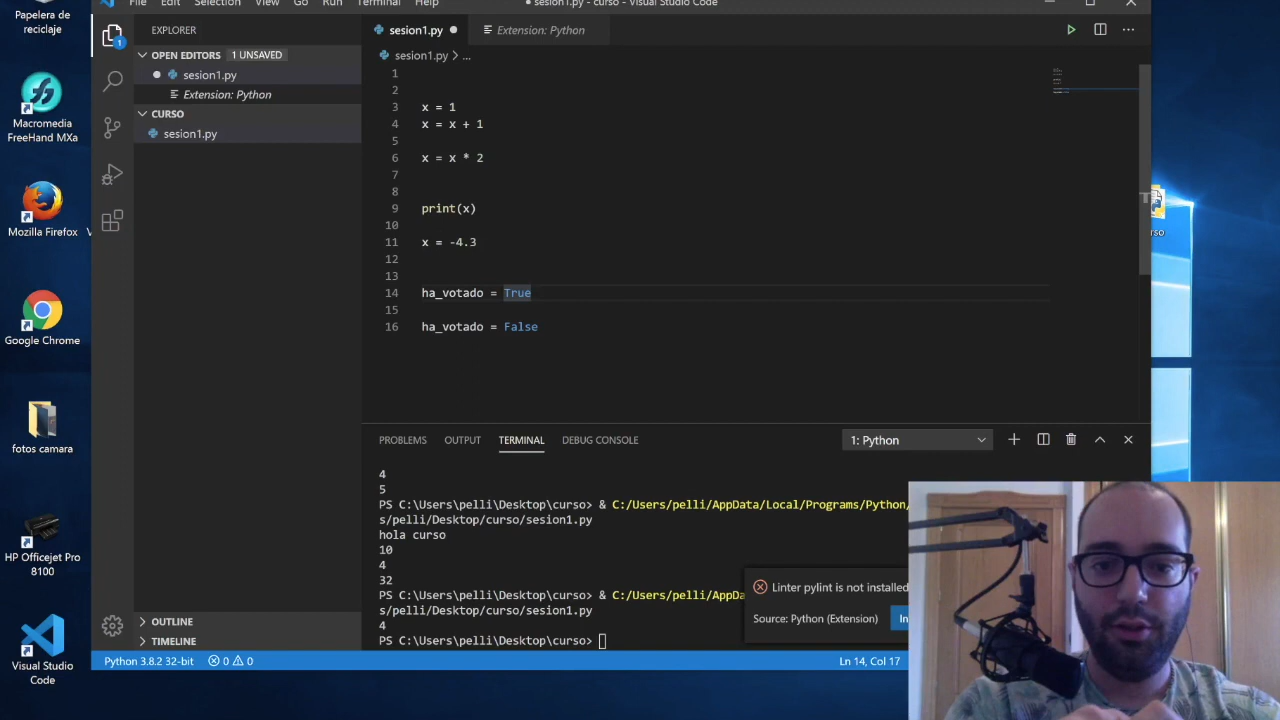 Papelera de
reciclaje
Macromedia
FreeHand MXa
Mozilla Firefox
Google Chrome
fotos camara
HP Officejet Pro
8100
Visual Studio
Code
File Edit Selection View Go Run Terminal Help
● sesion1.py - curso - Visual Studio Code
EXPLORER
1
OPEN EDITORS 1 UNSAVED
sesion1.py
Extension: Python
CURSO
sesion1.py
OUTLINE
TIMELINE
sesion1.py
Extension: Python
sesion1.py > ...
1
2
3 x = 1
4 x = x + 1
5
6 x = x * 2
7
8
9 print(x)
10
11 x = -4.3
12
13
14 ha_votado = True
15
16 ha_votado = False
PROBLEMS OUTPUT TERMINAL DEBUG CONSOLE 1: Python
4
5
PS C:\Users\pelli\Desktop\curso> & C:/Users/pelli/AppData/Local/Programs/Python/
s/pelli/Desktop/curso/sesion1.py
hola curso
10
4
32
PS C:\Users\pelli\Desktop\curso> & C:/Users/pelli/AppDa
s/pelli/Desktop/curso/sesion1.py
4
PS C:\Users\pelli\Desktop\curso>
Linter pylint is not installed
Source: Python (Extension) In
Python 3.8.2 32-bit 0 0 Ln 14, Col 17